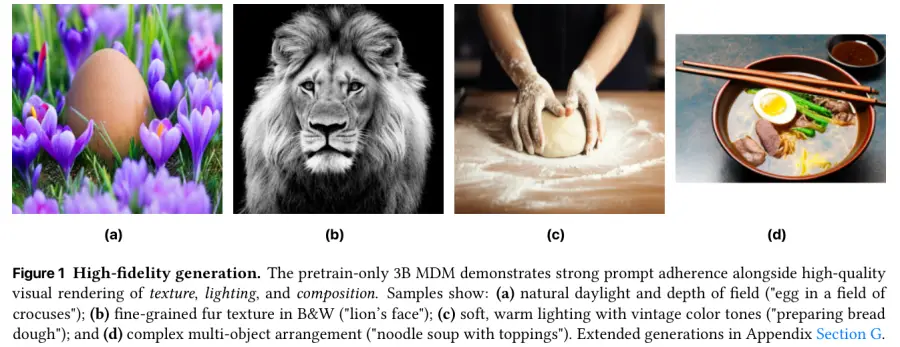 (a)
(b)
(c)
(d)
Figure 1 High-fidelity generation. The pretrain-only 3B MDM demonstrates strong prompt adherence alongside high-quality
visual rendering of texture, lighting, and composition. Samples show: (a) natural daylight and depth of field ("egg in a field of
crocuses"); (b) fine-grained fur texture in B&W ("lion's face"); (c) soft, warm lighting with vintage color tones ("preparing bread
dough"); and (d) complex multi-object arrangement ("noodle soup with toppings"). Extended generations in Appendix Section G.